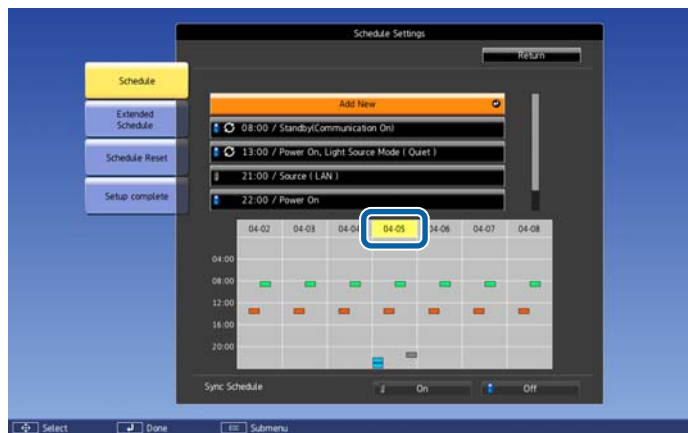 Schedule Settings
Return
Schedule
Extended
Schedule
Schedule Reset
Setup complete
Add New
08:00 / Standby(Communication On)
13:00 / Power On, Light Source Mode ( Quiet )
21:00 / Source ( LAN )
22:00 / Power On
04-02 04-03 04-04 04-05 04-06 04-07 04-08
04:00
08:00
12:00
16:00
20:00
Sync Schedule On Off
Select Done Esc Submenu